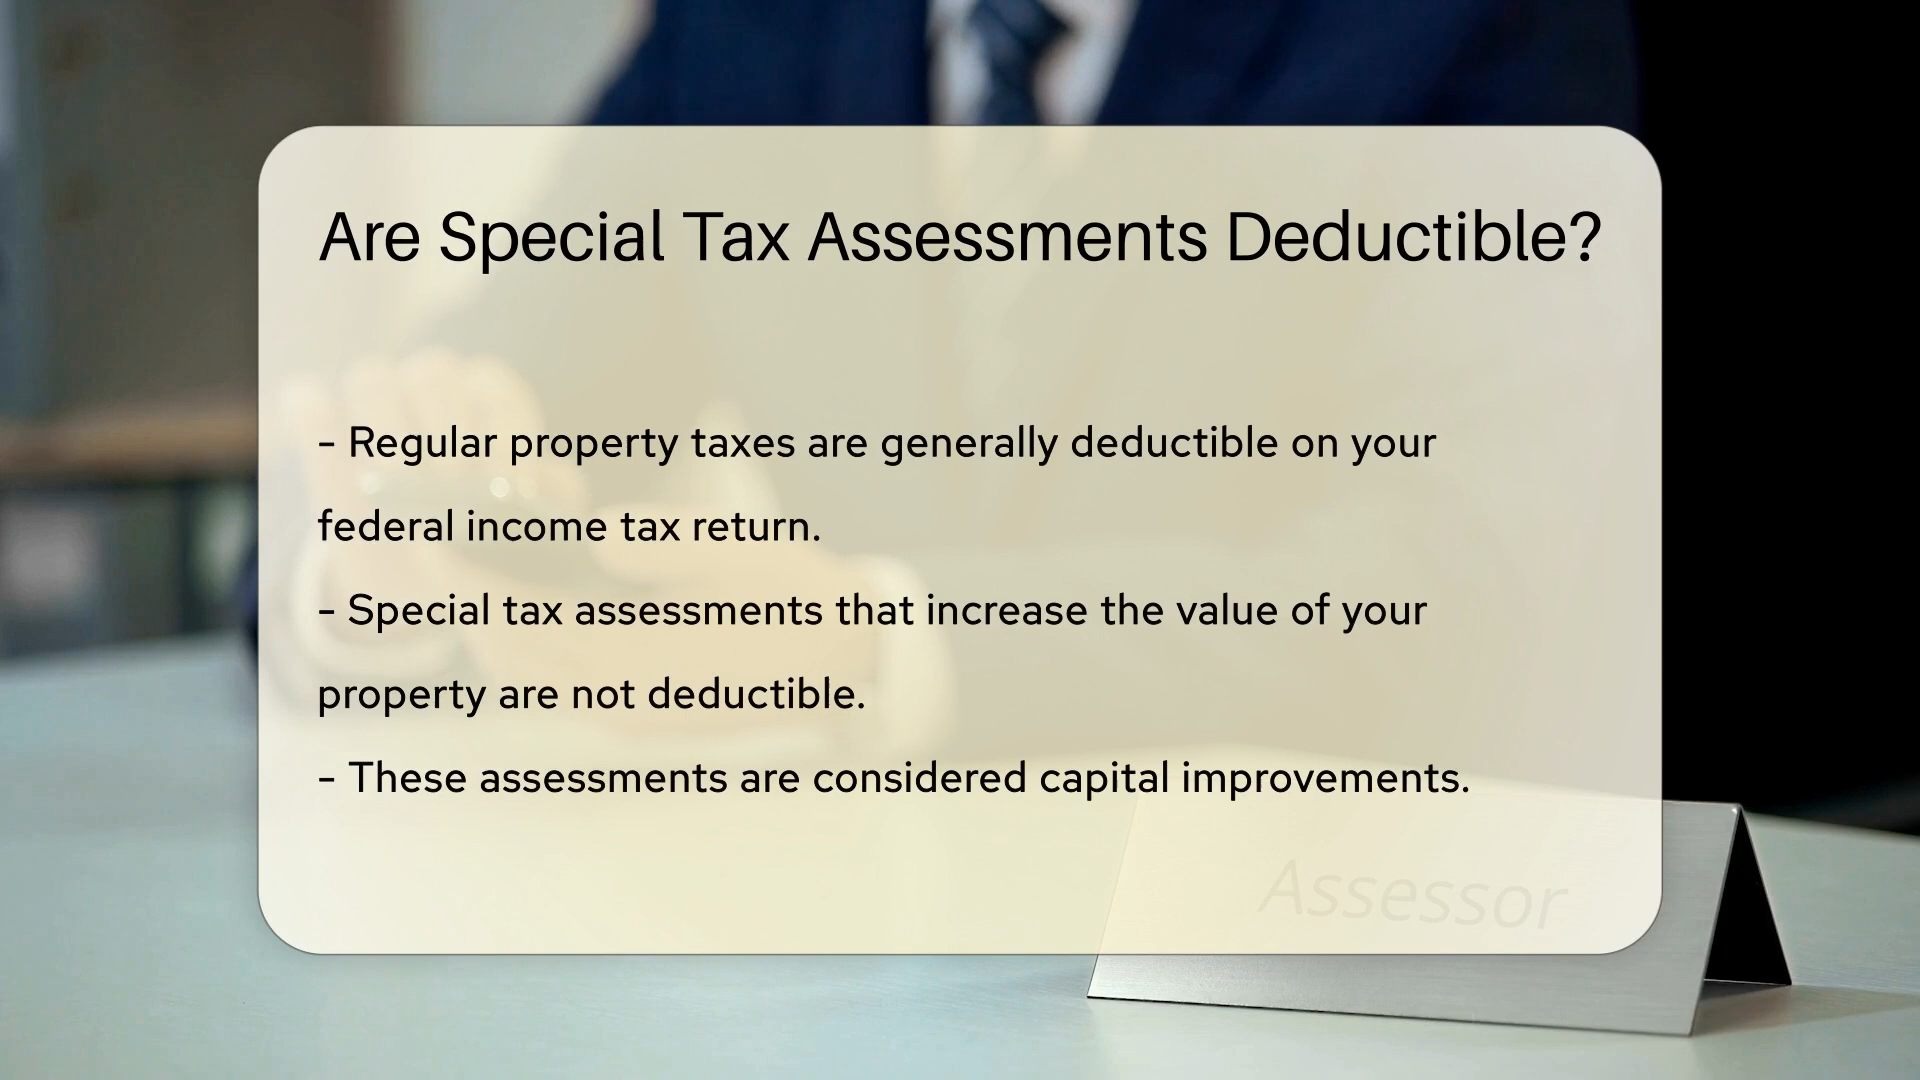 Are Special Tax Assessments Deductible?
- Regular property taxes are generally deductible on your
federal income tax return.
- Special tax assessments that increase the value of your
property are not deductible.
- These assessments are considered capital improvements.
Assessor